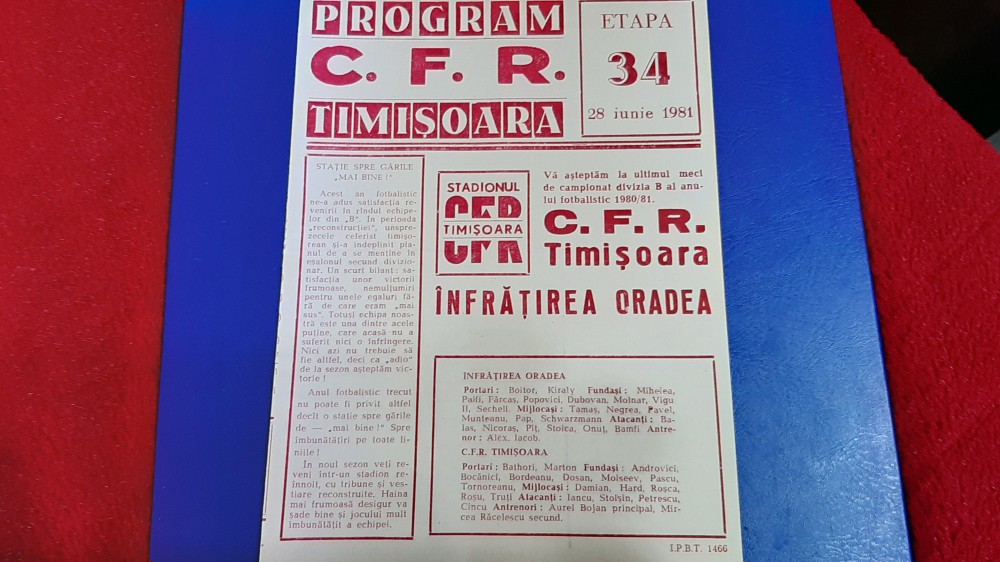 PROGRAM
C. F. R.
TIMIȘOARA
ETAPA
34
28 iunie 1981
STAȚIE SPRE GĂRILE
„MAI BINE !“
Acest an fotbalistic
ne-a adus satisfacția re-
venirii în rîndul echipe-
lor din „B“. În perioada
„reconstrucției“, unspre-
zecele ceferist timișo-
rean și-a îndeplinit pla-
nul de a se menține în
eșalonul secund divizio-
nar. Un scurt bilanț : sa-
tisfacția unor victorii
frumoase, nemulțumiri
pentru unele egaluri fă-
ră de care eram „mai
sus“. Totuși echipa noas-
tră este una dintre acele
puține, care acasă nu a
suferit nici o înfrîngere.
Nici azi nu trebuie să
fie altfel, deci ca „adio“
de la sezon așteptăm vic-
torie !
Anul fotbalistic trecut
nu poate fi privit altfel
decît o stație spre gările
de — „mai bine !“ Spre
îmbunătățiri pe toate li-
niile !
În noul sezon veți re-
veni într-un stadion re-
înnoit, cu tribune și ves-
tiare reconstruite. Haina
mai frumoasă desigur va
șade bine și jocului mult
îmbunătățit a echipei.
STADIONUL
CFR
TIMIȘOARA
CFR
Vă așteptăm la ultimul meci
de campionat divizia B al anu-
lui fotbalistic 1980/81.
C. F. R.
Timișoara
ÎNFRĂȚIREA ORADEA
INFRĂȚIREA ORADEA
Portari : Boitor, Kiraly Fundași : Mihelea,
Palfi, Fărcaș, Popovici, Dubovan, Molnar, Vigu
II, Secheli. Mijlocași : Tamaș, Negrea, Pavel,
Munteanu, Pap, Schwarzmann Atacanți : Ba-
las, Nicoraș, Piț, Stoica, Onuț, Bamfi Antre-
nor : Alex. Iacob.
C.F.R. TIMIȘOARA
Portari : Bathori, Marton Fundași : Androvici,
Bocănici, Bordeanu, Dosan, Moiseev, Pascu,
Tornoreanu, Mijlocași : Damian, Hard, Roșca,
Roșu, Truți Atacanți : Iancu, Stoișin, Petrescu,
Cincu Antrenori : Aurel Bojan principal, Mir-
cea Răcelescu secund.
I.P.B.T. 1466